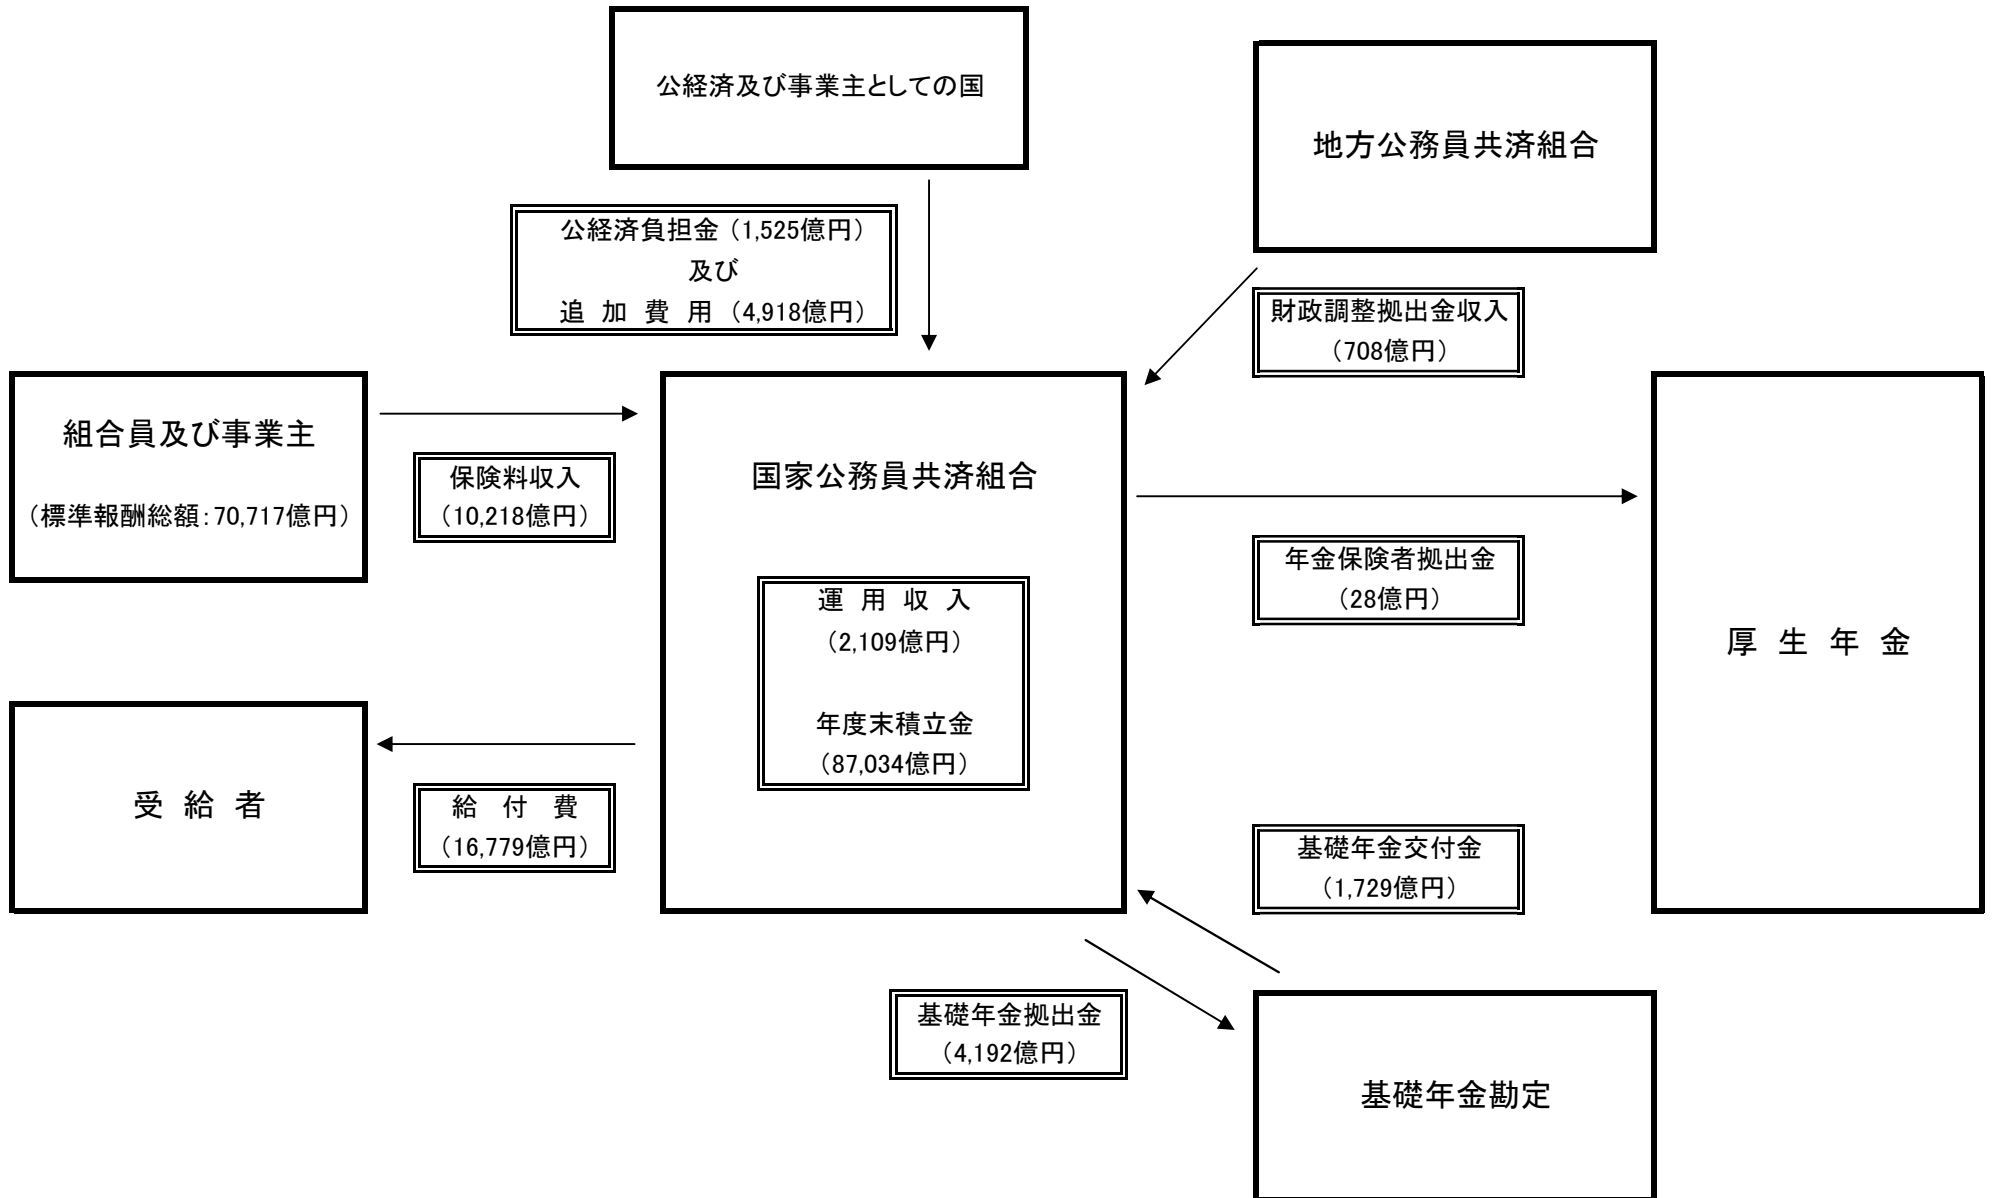 公経済及び事業主としての国
地方公務員共済組合
公経済負担金（1,525億円）
及び
追 加 費 用（4,918億円）
財政調整拠出金収入
（708億円）
組合員及び事業主
（標準報酬総額：70,717億円）
保険料収入
（10,218億円）
国家公務員共済組合
年金保険者拠出金
（28億円）
運 用 収 入
（2,109億円）
年度末積立金
（87,034億円）
厚 生 年 金
受 給 者
給 付 費
（16,779億円）
基礎年金交付金
（1,729億円）
基礎年金拠出金
（4,192億円）
基礎年金勘定